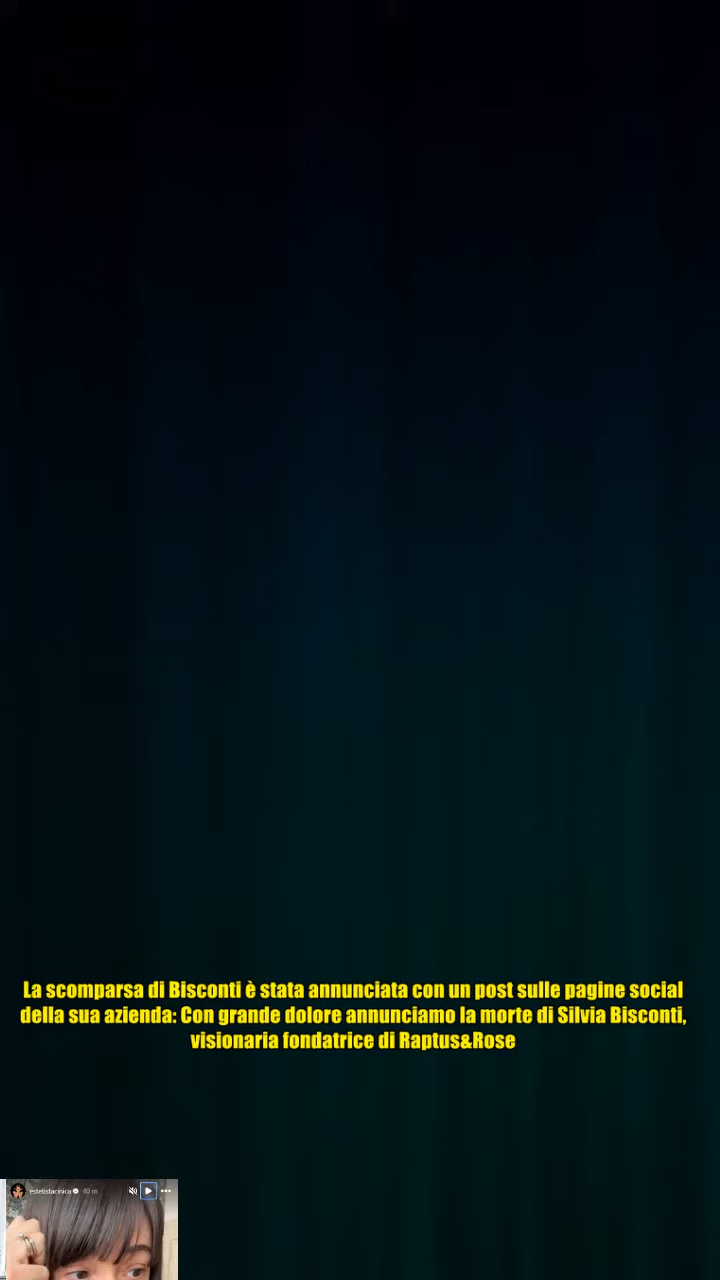 La scomparsa di Bisconti è stata annunciata con un post sulle pagine social
della sua azienda: Con grande dolore annunciamo la morte di Silvia Bisconti,
visionaria fondatrice di Raptus&Rose
estetistacinica 40 m